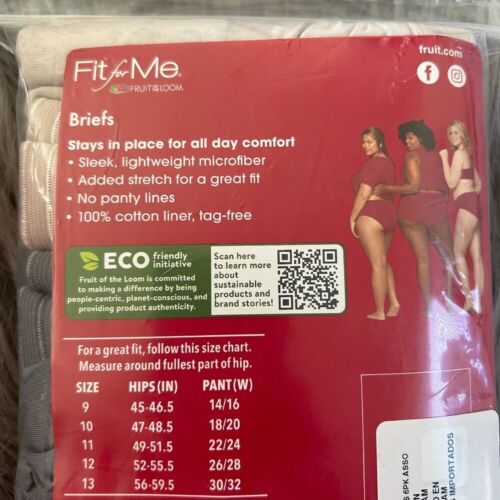 Fit for Me®
FRUIT OF THE LOOM.
fruit.com
Briefs
Stays in place for all day comfort
• Sleek, lightweight microfiber
• Added stretch for a great fit
• No panty lines
• 100% cotton liner, tag-free
ECO friendly initiative
Fruit of the Loom is committed
to making a difference by being
people-centric, planet-conscious, and
providing product authenticity.
Scan here
to learn more
about
sustainable
products and
brand stories!
For a great fit, follow this size chart.
Measure around fullest part of hip.
SIZE HIPS(IN) PANT(W)
9 45-46.5 14/16
10 47-48.5 18/20
11 49-51.5 22/24
12 52-55.5 26/28
13 56-59.5 30/32
6PK ASSO
IMPORTADOS